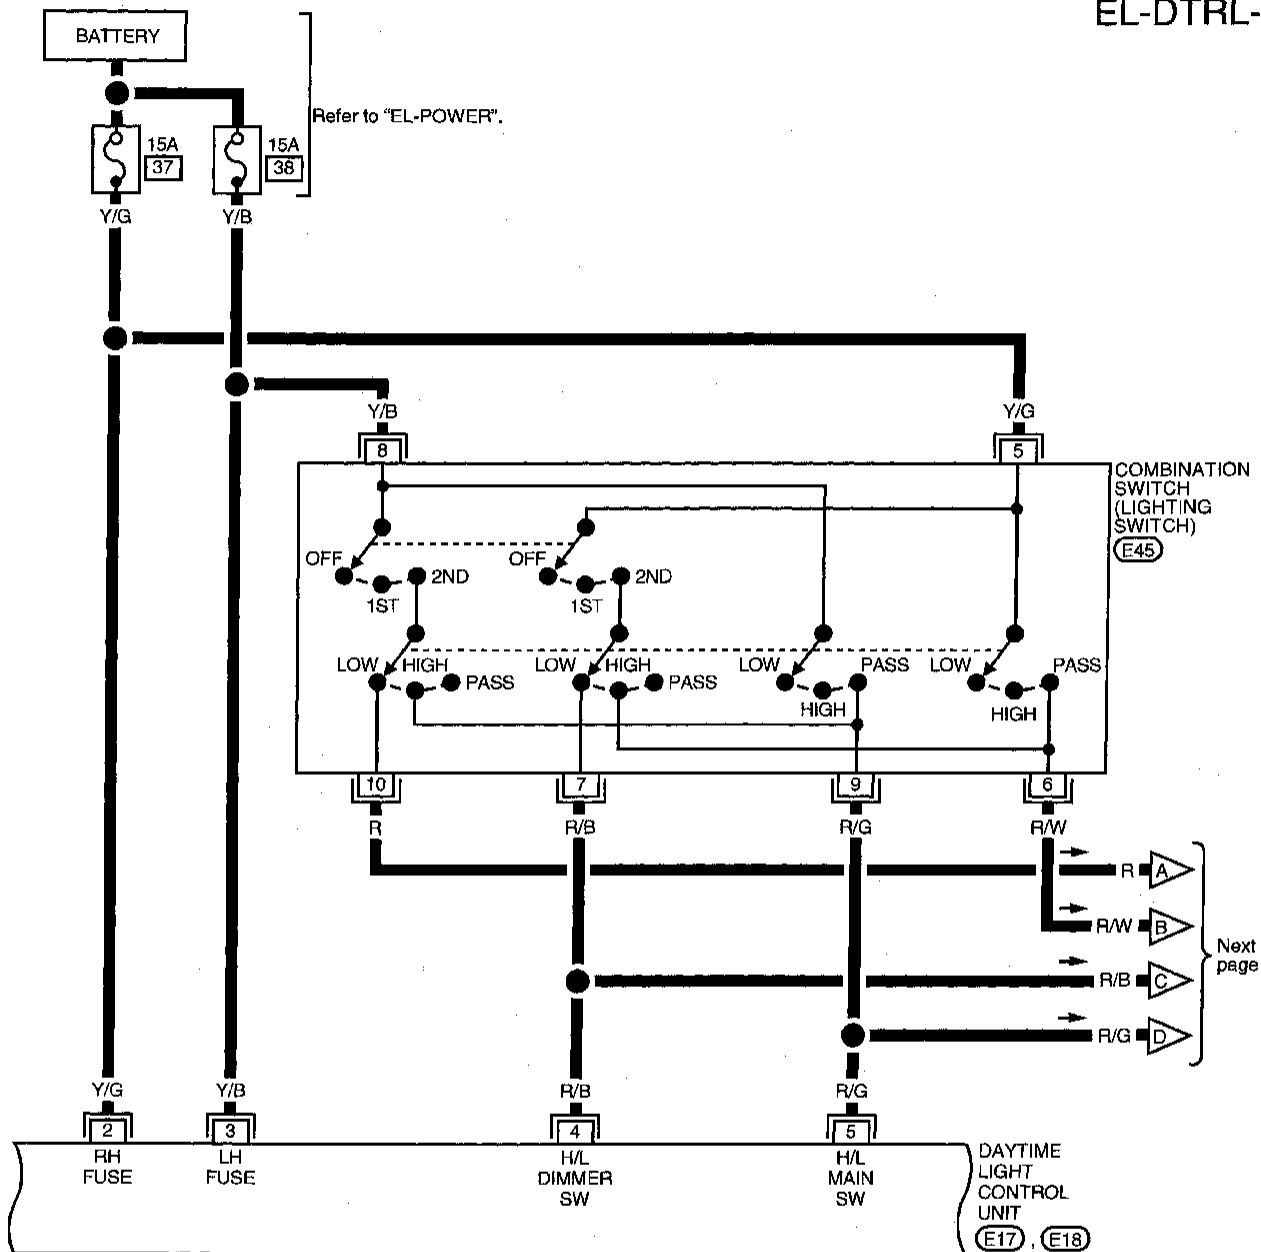 EL-DTRL-
BATTERY
Refer to "EL-POWER".
15A
37
15A
38
Y/G
Y/B
Y/B
Y/G
8
5
COMBINATION
SWITCH
(LIGHTING
SWITCH)
E45
OFF
2ND
1ST
OFF
2ND
1ST
LOW
HIGH
PASS
LOW
HIGH
PASS
LOW
PASS
HIGH
LOW
PASS
HIGH
10
7
9
6
R
R/B
R/G
R/W
R
A
R/W
B
R/B
C
R/G
D
Next
page
Y/G
Y/B
R/B
R/G
2
3
4
5
RH
FUSE
LH
FUSE
H/L
DIMMER
SW
H/L
MAIN
SW
DAYTIME
LIGHT
CONTROL
UNIT
E17 , E18